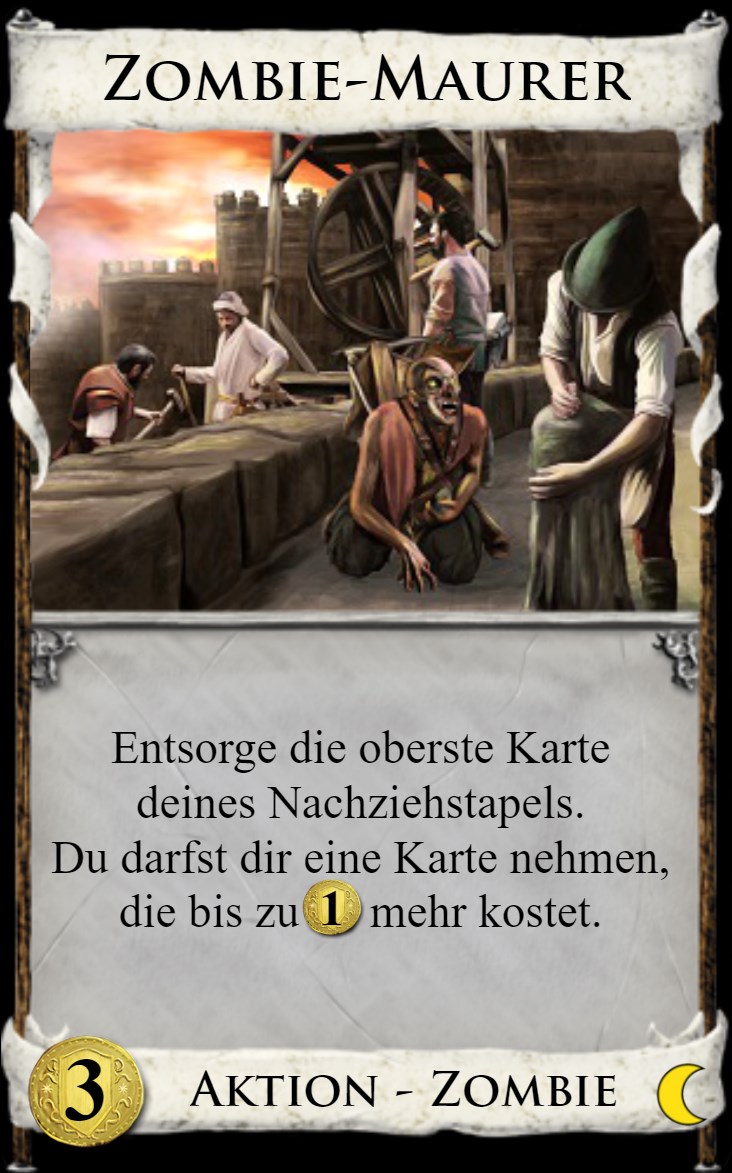 Zombie-Maurer
Entsorge die oberste Karte
deines Nachziehstapels.
Du darfst dir eine Karte nehmen,
die bis zu 1 mehr kostet.
3 Aktion - Zombie